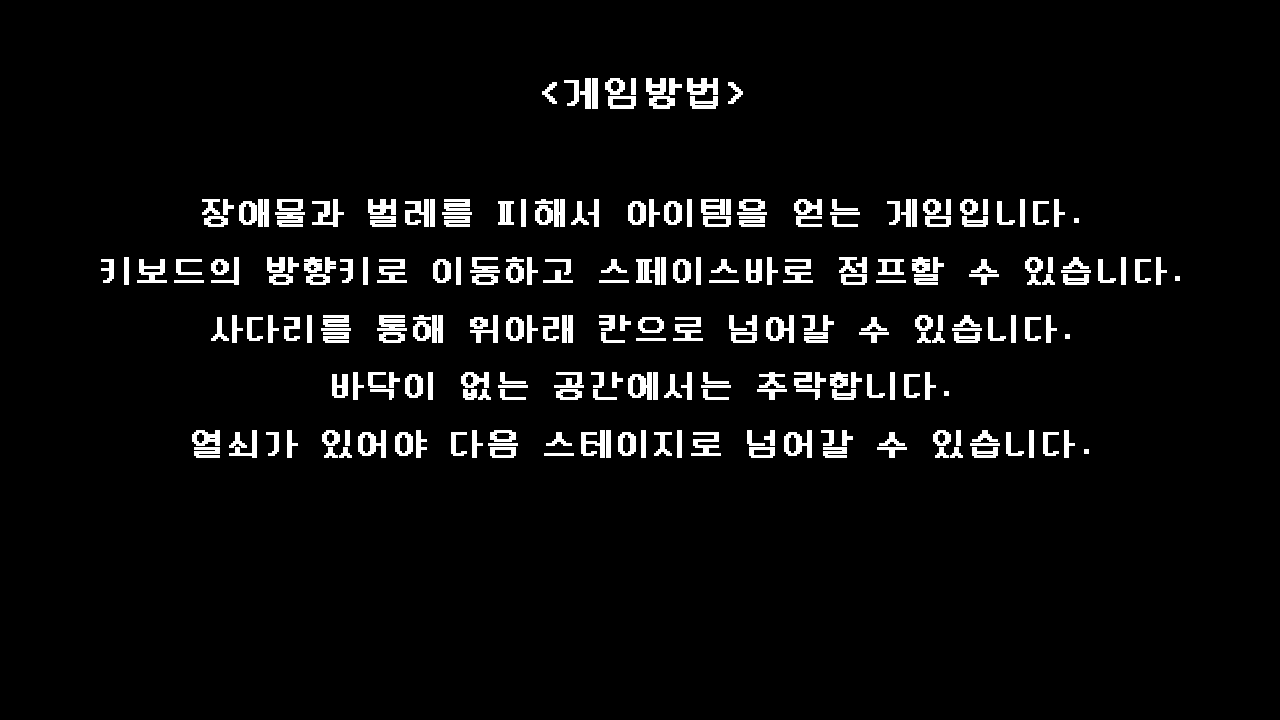 <게임방법>
장애물과 벌레를 피해서 아이템을 얻는 게임입니다.
키보드의 방향키로 이동하고 스페이스바로 점프할 수 있습니다.
사다리를 통해 위아래 칸으로 넘어갈 수 있습니다.
바닥이 없는 공간에서는 추락합니다.
열쇠가 있어야 다음 스테이지로 넘어갈 수 있습니다.